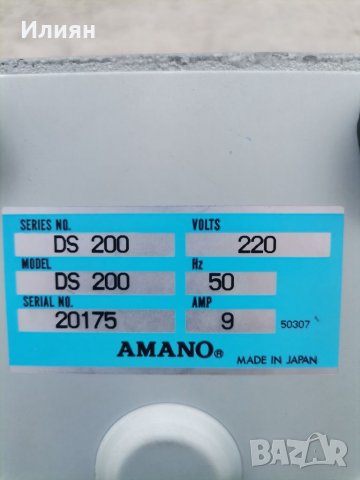 Илиян
SERIES NO. VOLTS
DS 200 220
MODEL Hz
DS 200 50
SERIAL NO. AMP
20175 9 50307
AMANO® MADE IN JAPAN
BAZAR